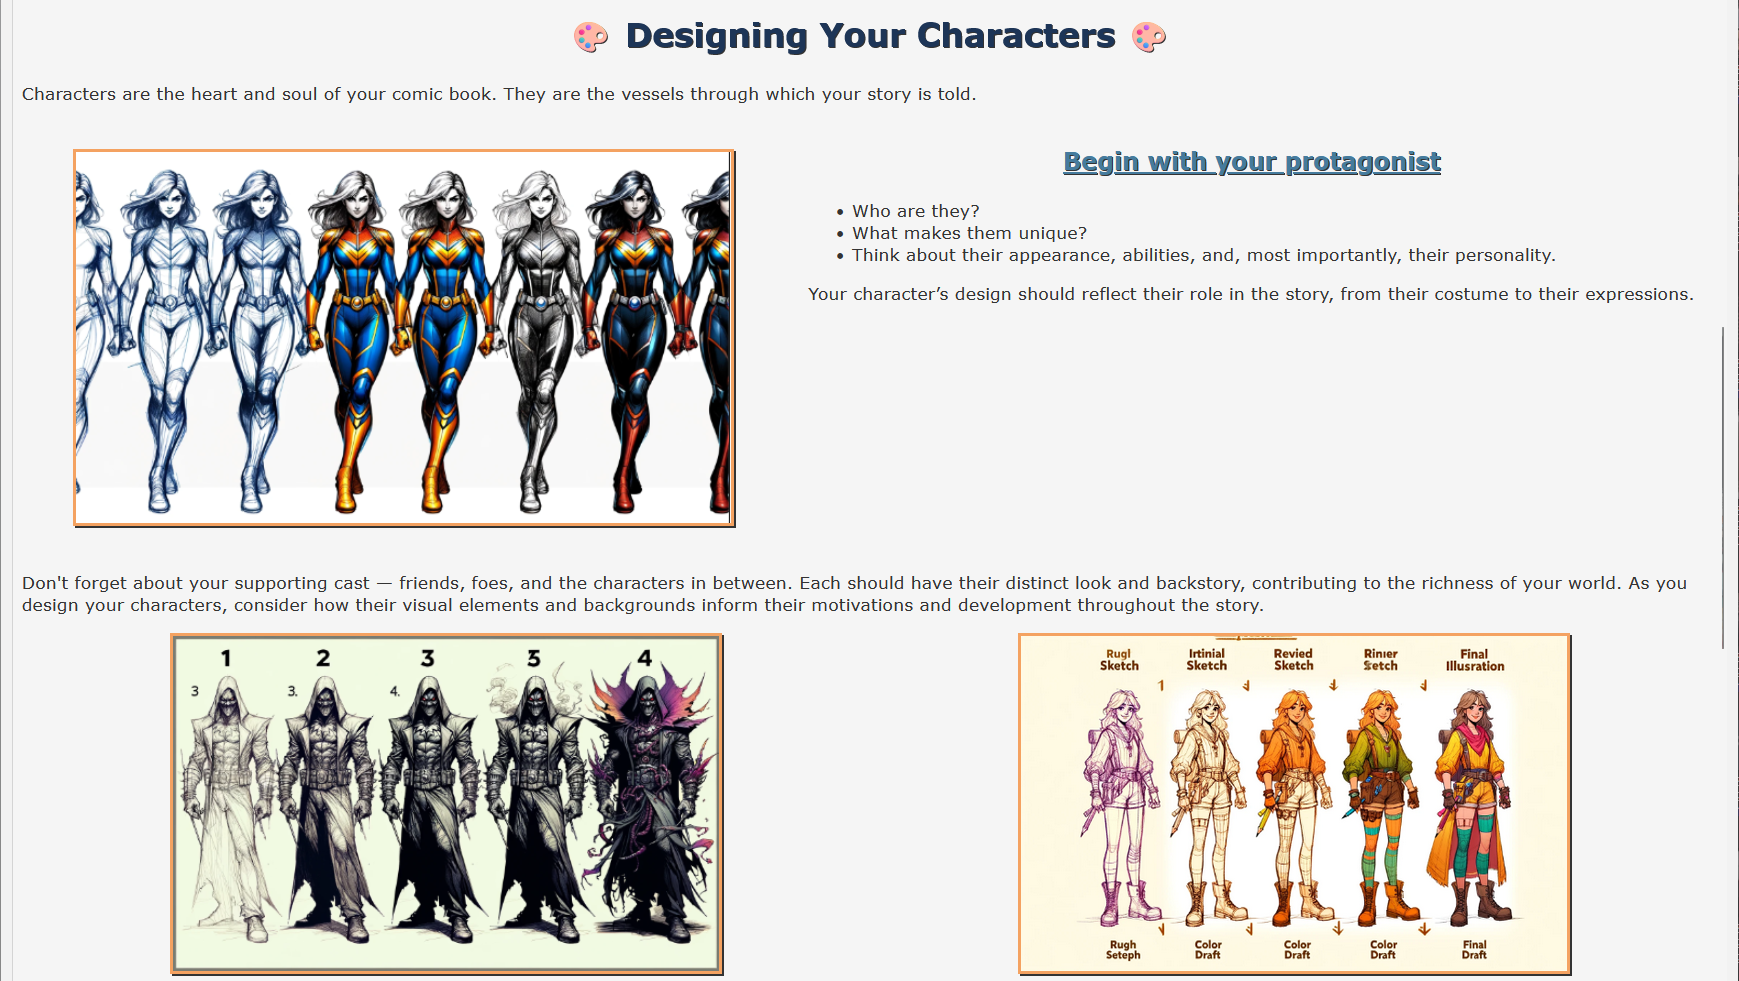 Designing Your Characters
Characters are the heart and soul of your comic book. They are the vessels through which your story is told.
Begin with your protagonist
• Who are they?
• What makes them unique?
• Think about their appearance, abilities, and, most importantly, their personality.
Your character’s design should reflect their role in the story, from their costume to their expressions.
Don't forget about your supporting cast — friends, foes, and the characters in between. Each should have their distinct look and backstory, contributing to the richness of your world. As you
design your characters, consider how their visual elements and backgrounds inform their motivations and development throughout the story.
1 2 3 3 4
3 3. 4.
Rugl Sketch
Irtinial Sketch
Revied Sketch
Rinier Setch
Final Illusration
1
Rugh Seteph
Color Draft
Color Draft
Color Draft
Final Draft